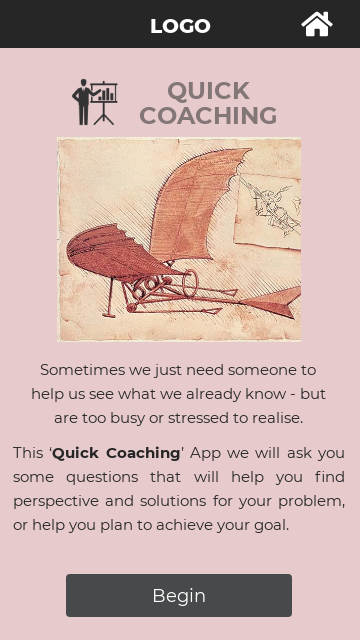 LOGO
QUICK
COACHING
Sometimes we just need someone to
help us see what we already know - but
are too busy or stressed to realise.
This ‘Quick Coaching’ App we will ask you
some questions that will help you find
perspective and solutions for your problem,
or help you plan to achieve your goal.
Begin